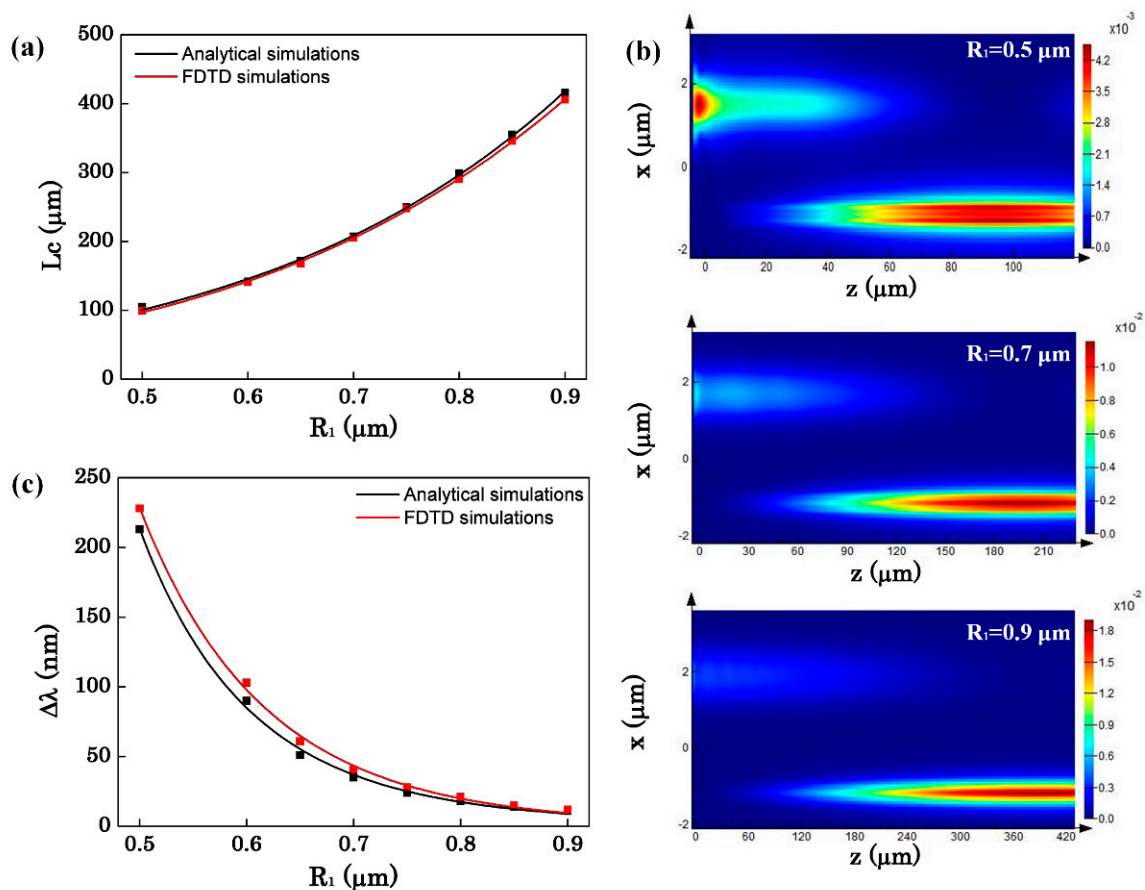 (a)
500
400
300
200
100
0
Lc (μm)
Analytical simulations
FDTD simulations
0.5 0.6 0.7 0.8 0.9
R₁ (μm)
(b)
R₁=0.5 μm
×10⁻³
4.2
3.5
2.8
2.1
1.4
0.7
0.0
x (μm)
2
0
-2
0 20 40 60 80 100
z (μm)
R₁=0.7 μm
×10⁻²
1.0
0.8
0.6
0.4
0.2
0.0
x (μm)
2
0
-2
0 30 60 90 120 150 180 210
z (μm)
R₁=0.9 μm
×10⁻²
1.8
1.5
1.2
0.9
0.6
0.3
0.0
x (μm)
2
0
-2
0 60 120 180 240 300 360 420
z (μm)
(c)
250
200
150
100
50
0
Δλ (nm)
Analytical simulations
FDTD simulations
0.5 0.6 0.7 0.8 0.9
R₁ (μm)